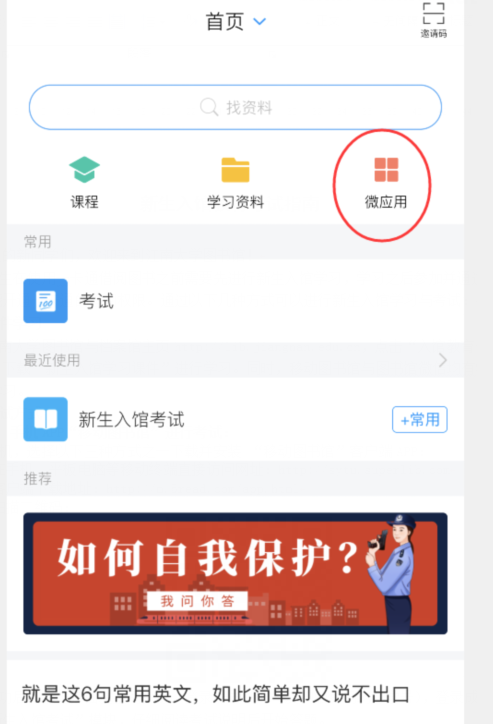 首页
邀请码
找资料
课程
学习资料
微应用
常用
100
考试
最近使用
新生入馆考试
+常用
推荐
如何自我保护?
我问你答
就是这6句常用英文，如此简单却又说不出口